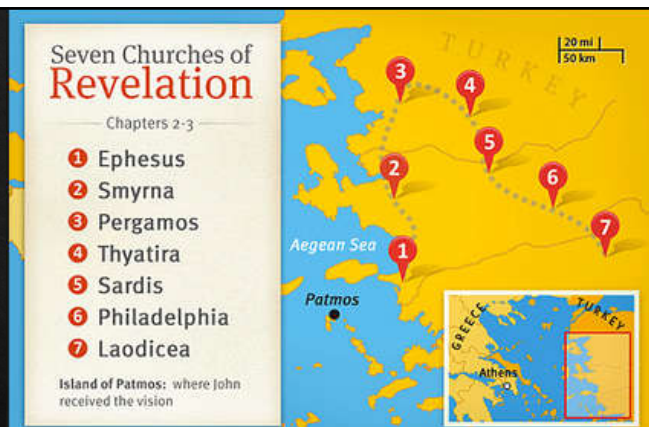 Seven Churches of
Revelation
Chapters 2-3
1 Ephesus
2 Smyrna
3 Pergamos
4 Thyatira
5 Sardis
6 Philadelphia
7 Laodicea
Island of Patmos: where John
received the vision
TURKEY
20 mi
50 km
3
4
5
2
6
7
1
Aegean Sea
Patmos
GREECE
TURKEY
Athens